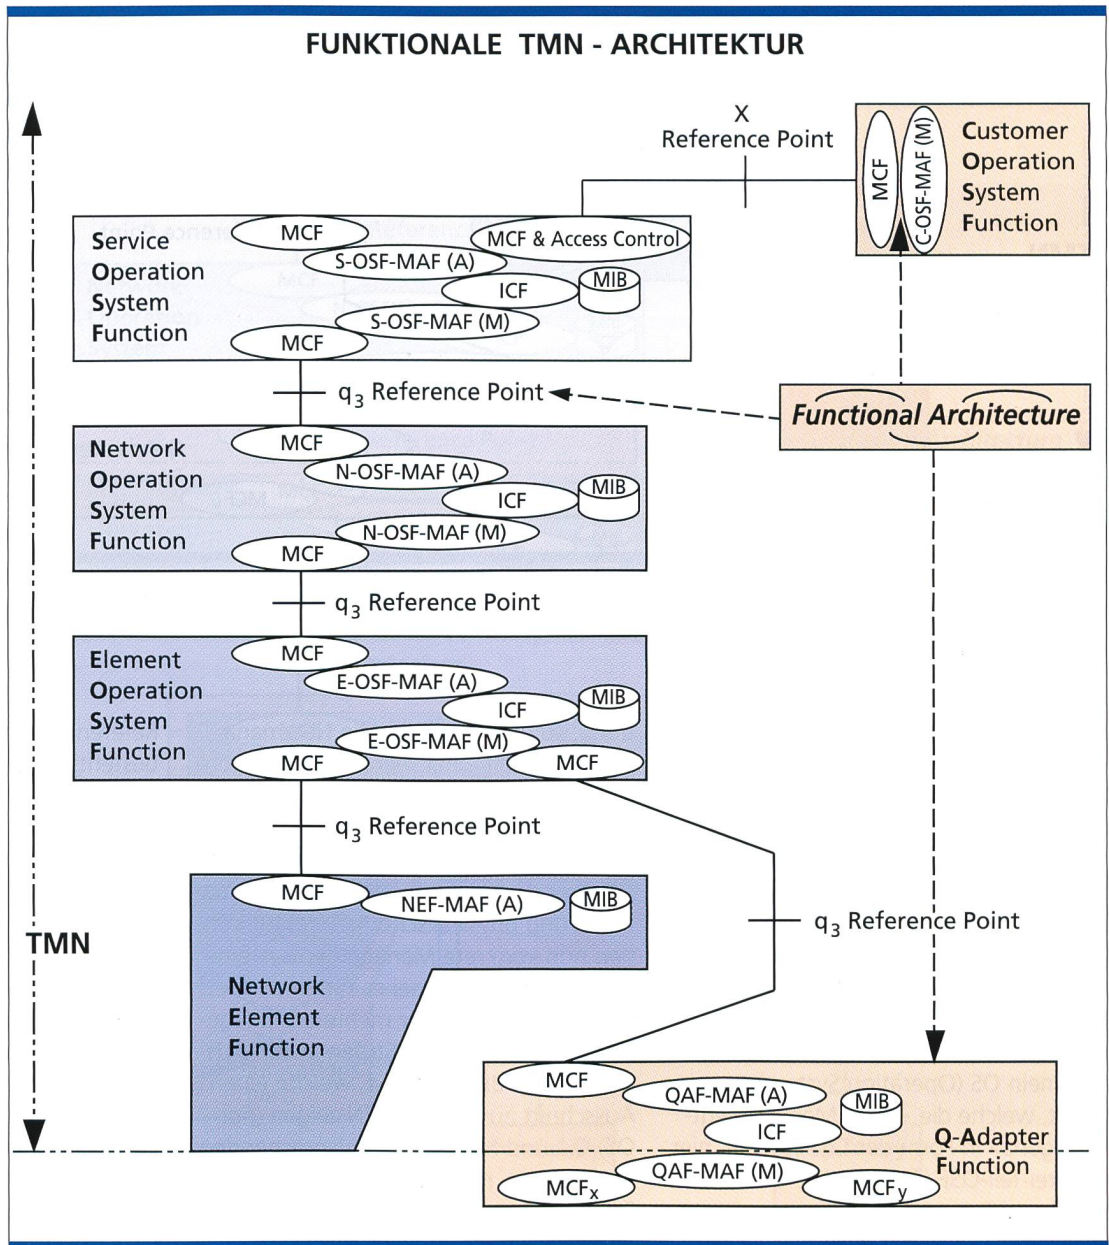 FUNKTIONALE TMN - ARCHITEKTUR
X
Reference Point
MCF
C-OSF-MAF (M)
Customer
Operation
System
Function
Service
Operation
System
Function
MCF
MCF & Access Control
S-OSF-MAF (A)
ICF
MIB
S-OSF-MAF (M)
MCF
q3 Reference Point
Functional Architecture
Network
Operation
System
Function
MCF
N-OSF-MAF (A)
ICF
MIB
N-OSF-MAF (M)
MCF
q3 Reference Point
Element
Operation
System
Function
MCF
E-OSF-MAF (A)
ICF
MIB
E-OSF-MAF (M)
MCF
MCF
q3 Reference Point
MCF
NEF-MAF (A)
MIB
q3 Reference Point
TMN
Network
Element
Function
MCF
QAF-MAF (A)
MIB
ICF
Q-Adapter
Function
QAF-MAF (M)
MCFx
MCFy